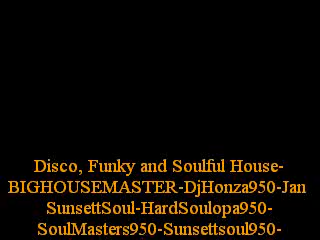 Disco, Funky and Soulful House-
BIGHOUSEMASTER-DjHonza950-Jan
SunsettSoul-HardSoulopa950-
SoulMasters950-Sunsettsoul950-